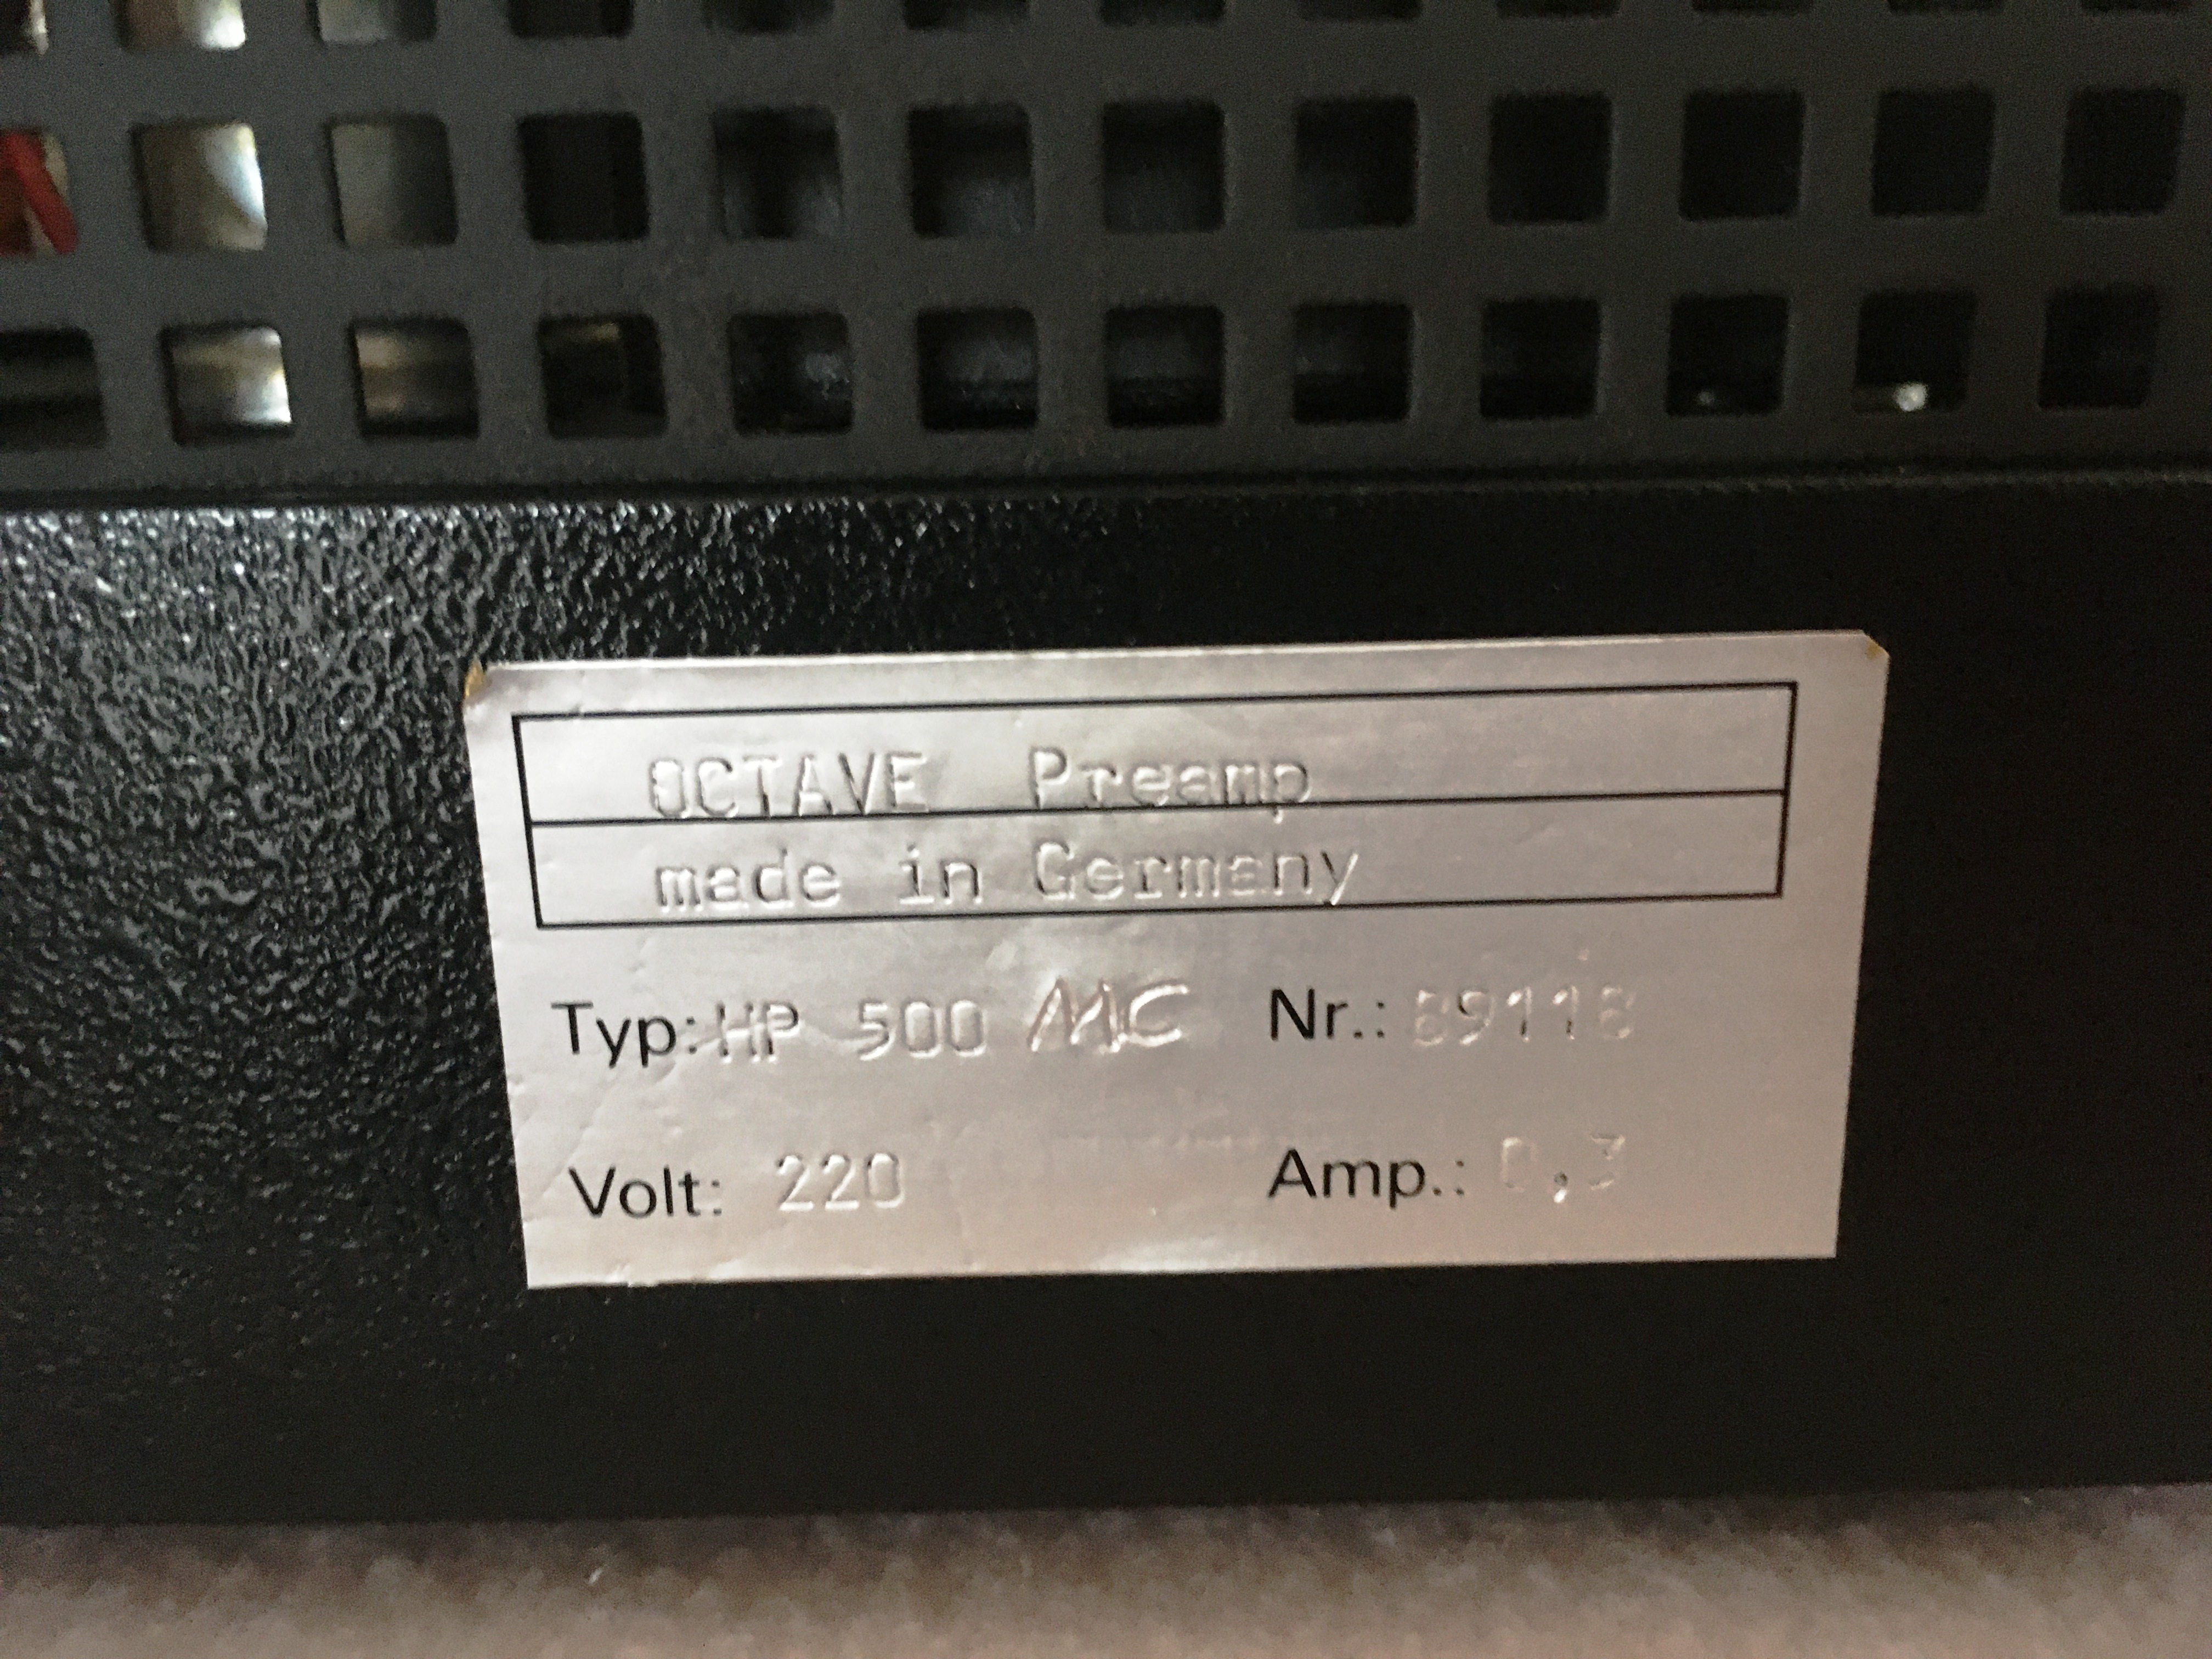 OCTAVE Preamp
made in Germany
Typ: HP 500 MC Nr.: 89118
Volt: 220 Amp.: 0,3